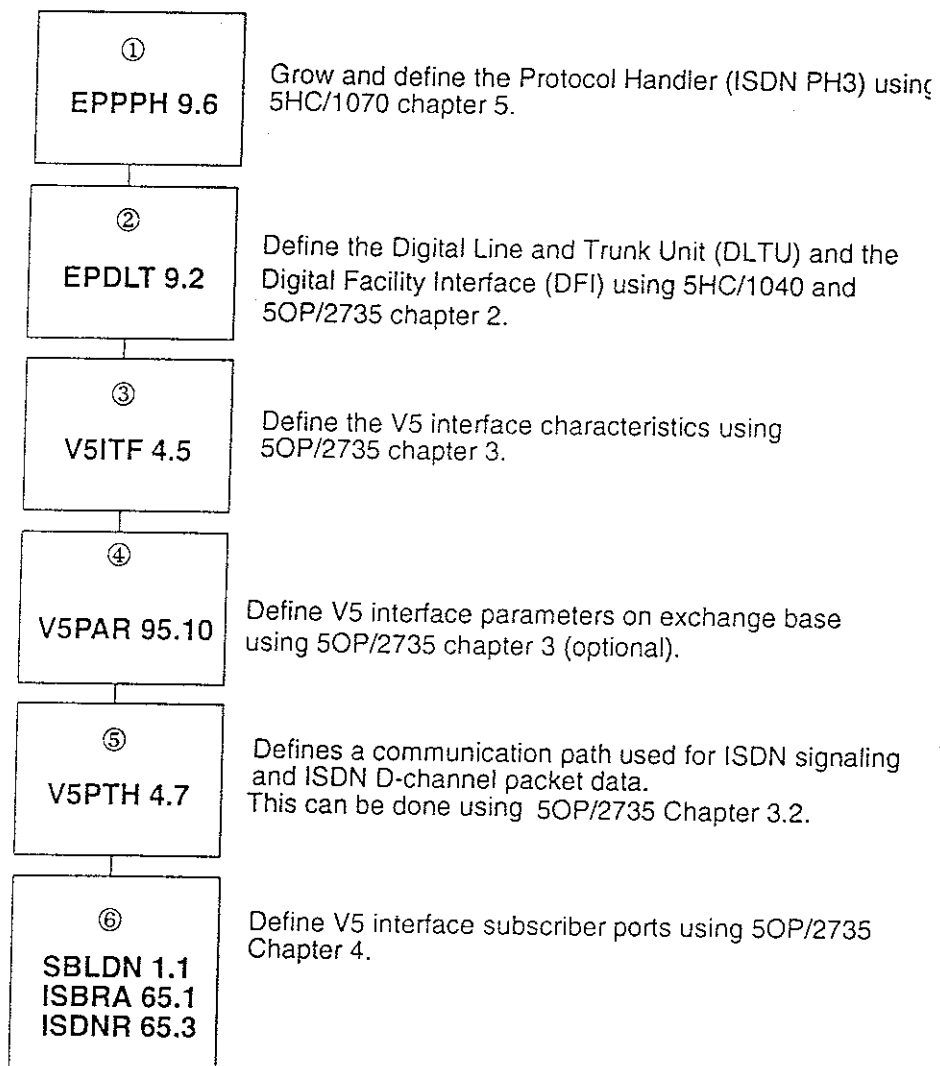 ①
EPPPH 9.6
Grow and define the Protocol Handler (ISDN PH3) using
5HC/1070 chapter 5.
②
EPDLT 9.2
Define the Digital Line and Trunk Unit (DLTU) and the
Digital Facility Interface (DFI) using 5HC/1040 and
5OP/2735 chapter 2.
③
V5ITF 4.5
Define the V5 interface characteristics using
5OP/2735 chapter 3.
④
V5PAR 95.10
Define V5 interface parameters on exchange base
using 5OP/2735 chapter 3 (optional).
⑤
V5PTH 4.7
Defines a communication path used for ISDN signaling
and ISDN D-channel packet data.
This can be done using 5OP/2735 Chapter 3.2.
⑥
SBLDN 1.1
ISBRA 65.1
ISDNR 65.3
Define V5 interface subscriber ports using 5OP/2735
Chapter 4.